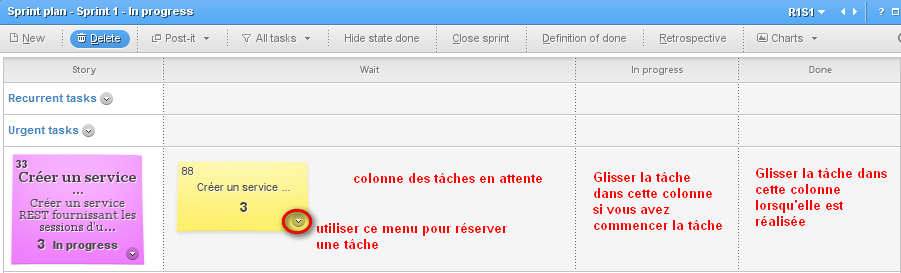 Sprint plan - Sprint 1 - In progress R1S1 ?
New Delete Post-it All tasks Hide state done Close sprint Definition of done Retrospective Charts
Story Wait In progress Done
Recurrent tasks
Urgent tasks
33
Créer un service
...
Créer un service
REST fournissant les
sessions d'u...
3 In progress
88
Créer un service ...
3
colonne des tâches en attente
utiliser ce menu pour réserver
une tâche
Glisser la tâche
dans cette colonne
si vous avez
commencer la tâche
Glisser la tâche dans
cette colonne
lorsqu'elle est
réalisée